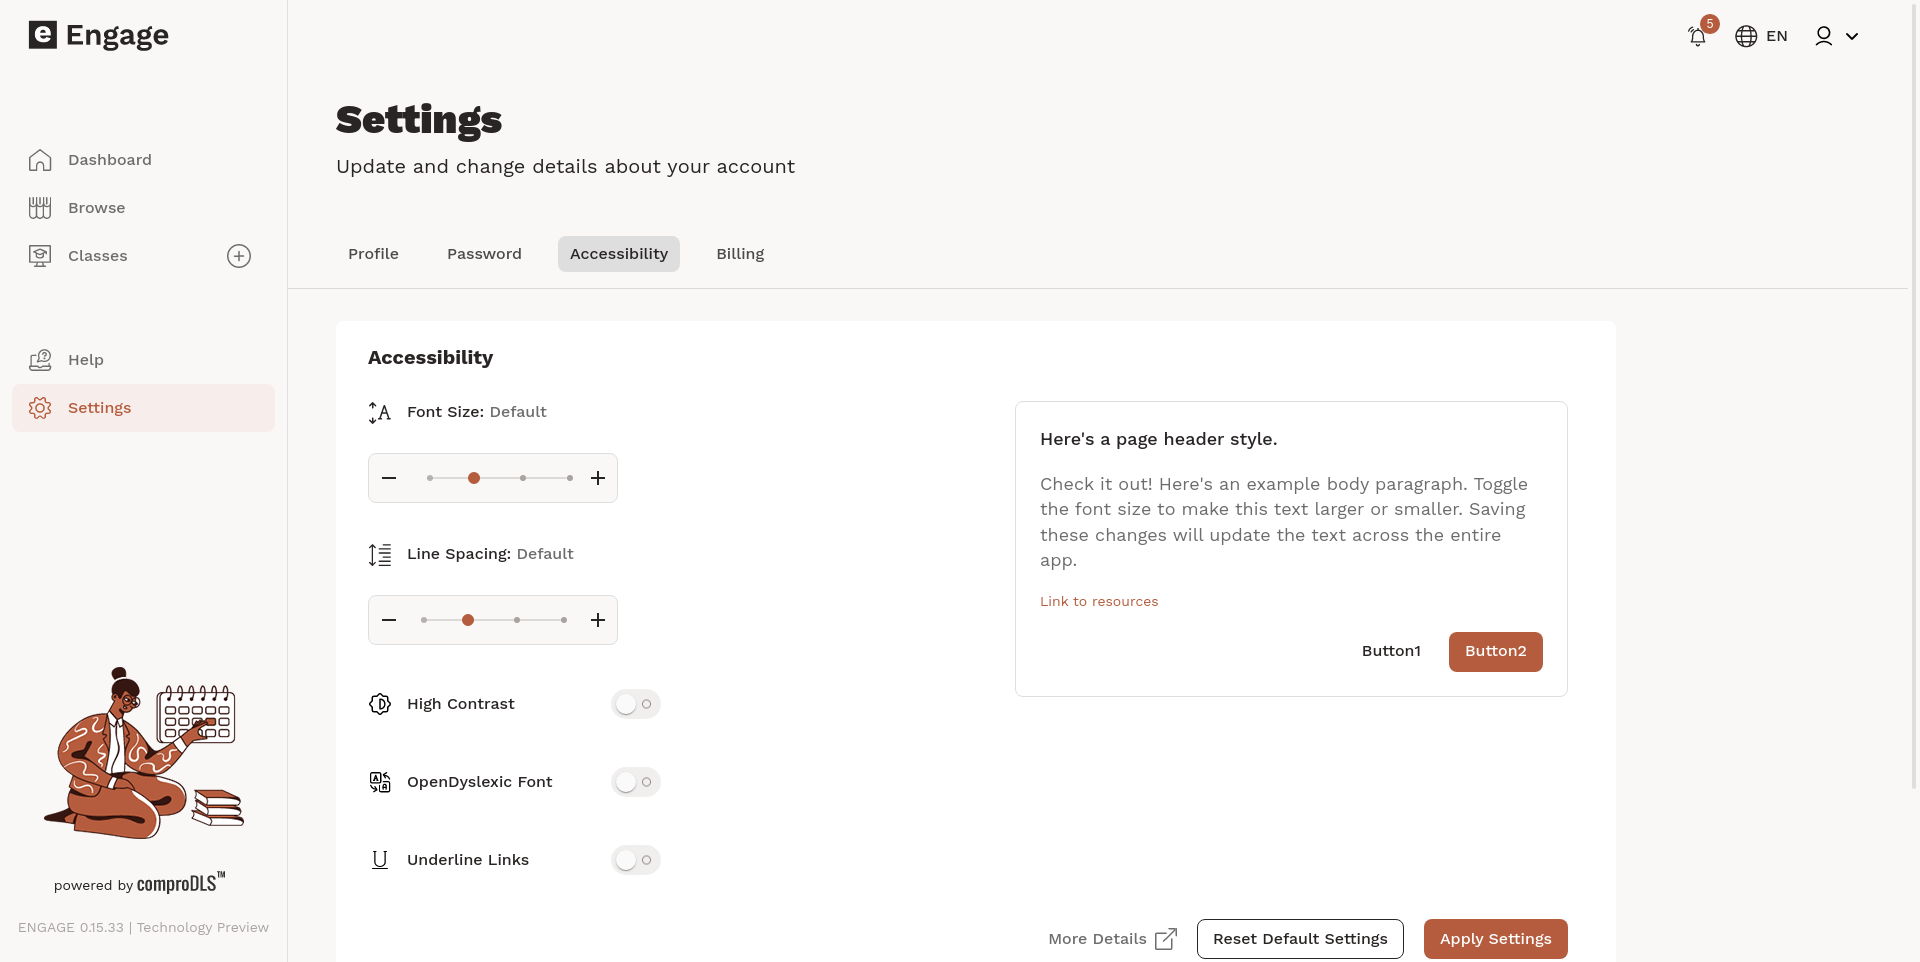 e Engage
5
EN
Dashboard
Browse
Classes
Help
Settings
powered by comproDLS™
ENGAGE 0.15.33 | Technology Preview
Settings
Update and change details about your account
Profile Password Accessibility Billing
Accessibility
Font Size: Default
Line Spacing: Default
High Contrast
OpenDyslexic Font
Underline Links
Here's a page header style.
Check it out! Here's an example body paragraph. Toggle
the font size to make this text larger or smaller. Saving
these changes will update the text across the entire
app.
Link to resources
Button1 Button2
More Details Reset Default Settings Apply Settings